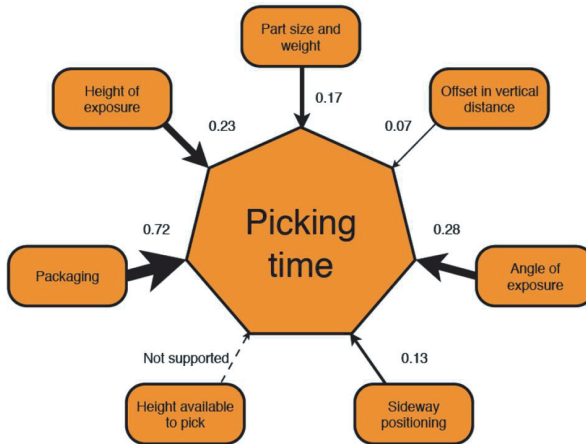 Part size and
weight
Height of
exposure
Offset in vertical
distance
0.17
0.23
0.07
Picking
time
0.72
0.28
Packaging
Angle of
exposure
Not supported
0.13
Height available
to pick
Sideway
positioning